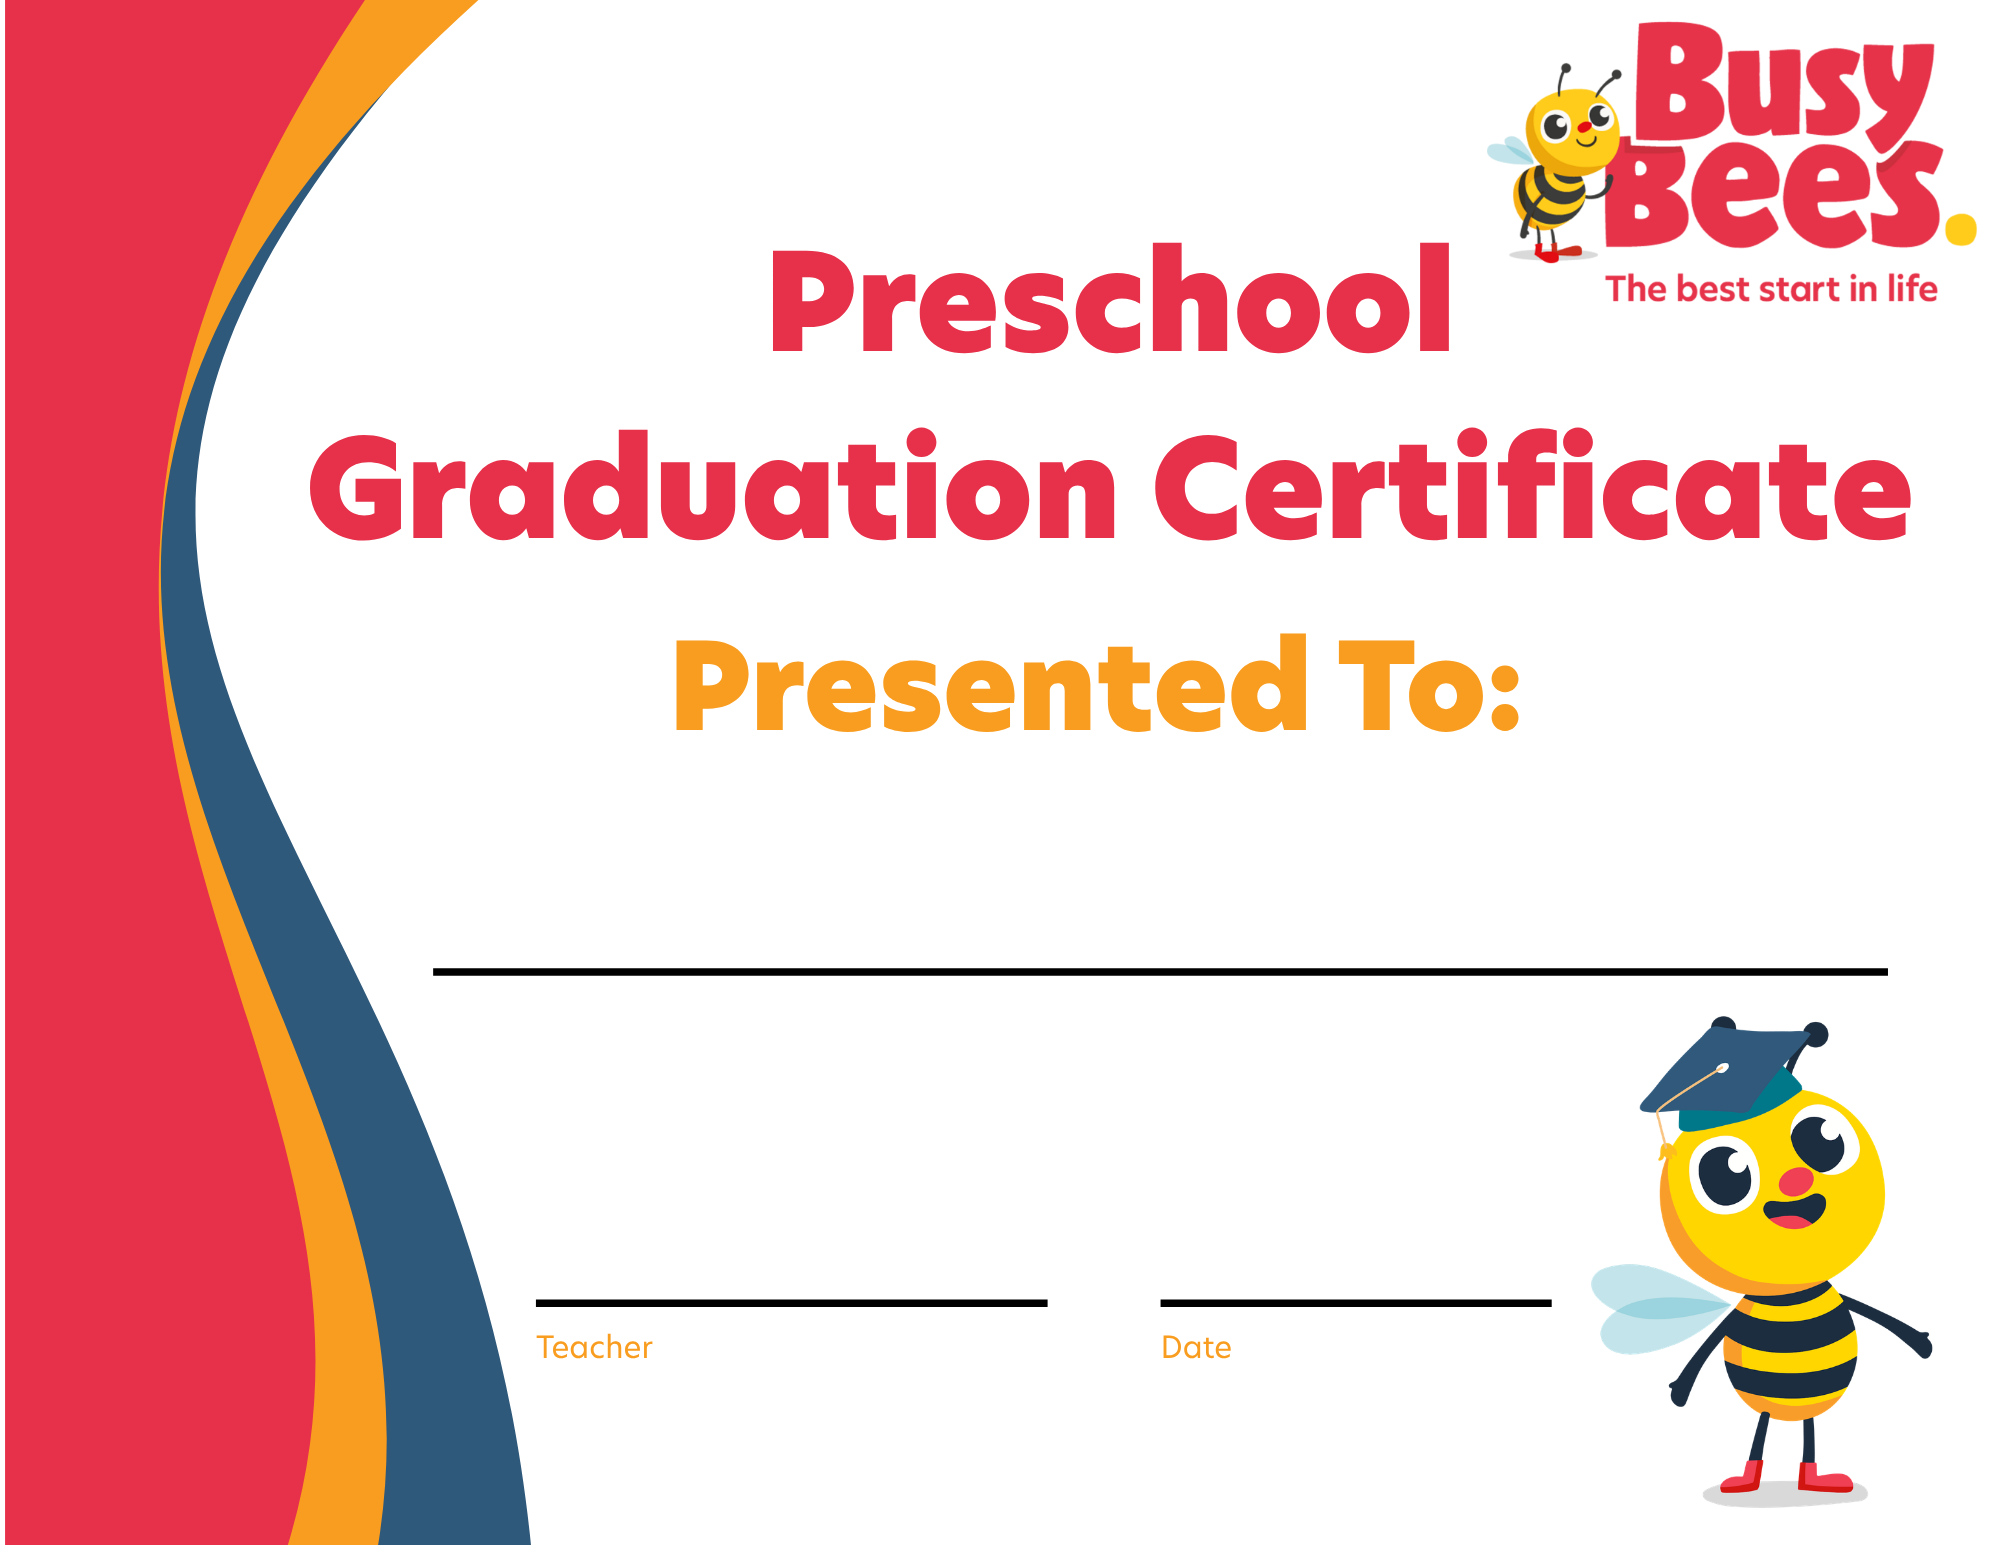 Busy
Bees.
The best start in life
Preschool
Graduation Certificate
Presented To:
Teacher
Date